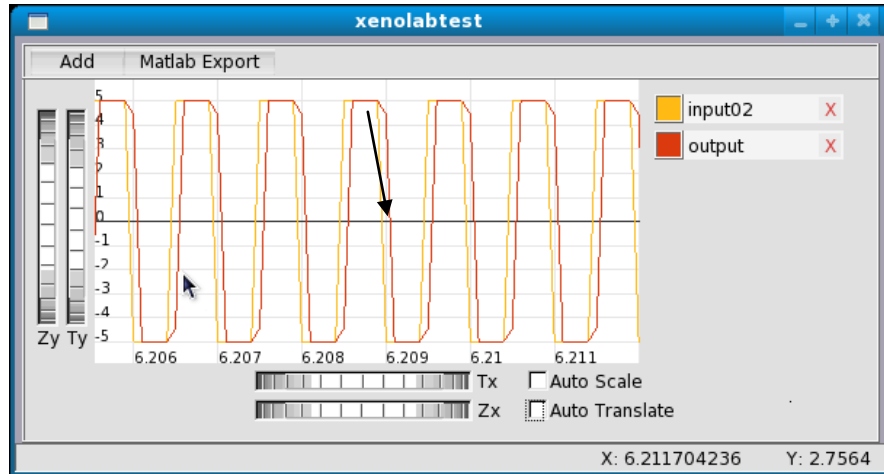 xenolabtest
Add Matlab Export
5
4
3
2
1
0
-1
-2
-3
-4
-5
Zy Ty
6.206 6.207 6.208 6.209 6.21 6.211
input02 X
output X
Tx Auto Scale
Zx Auto Translate
X: 6.211704236 Y: 2.7564